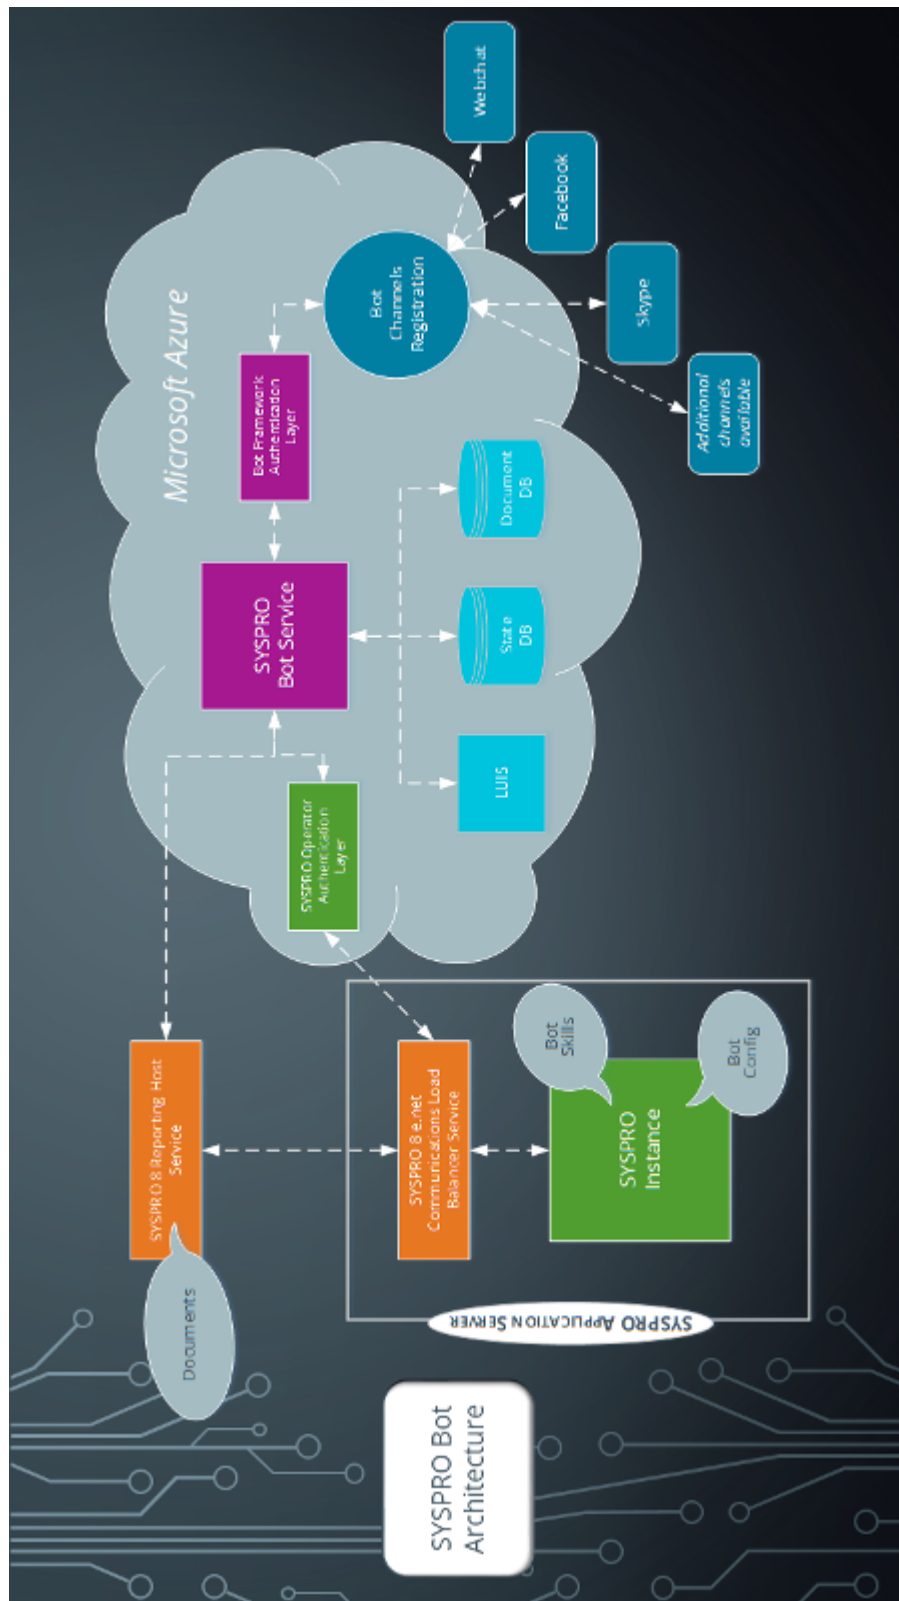 SYSPRO Bot
Architecture
Documents
SYSPRO 8 Reporting Host
Service
SYSPRO APPLICATION SERVER
SYSPRO 8 e.net
Communications Load
Balancer Service
SYSPRO
Instance
Bot
Skills
Bot
Config
Microsoft Azure
SYSPRO Operator
Authentication
Layer
SYSPRO
Bot Service
Bot Framework
Authentication
Layer
LUIS
State
DB
Document
DB
Bot
Channels
Registration
Webchat
Facebook
Skype
Additional
channels
available